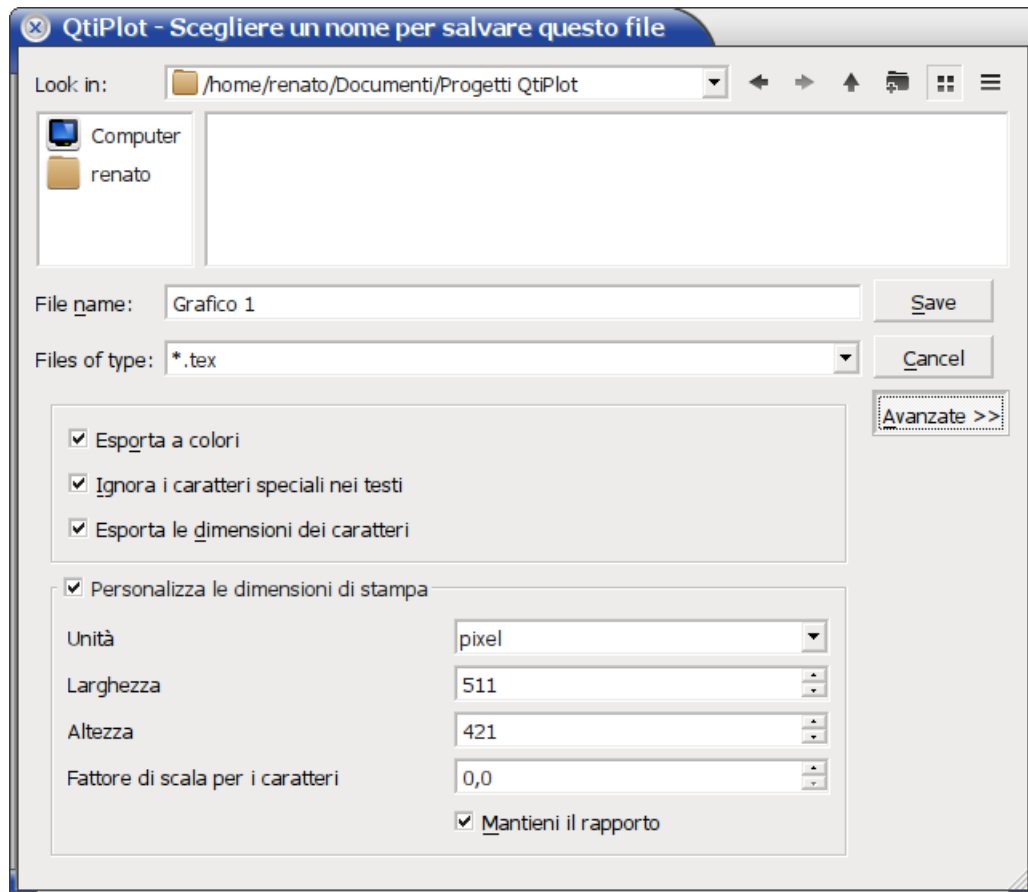 QtiPlot - Scegliere un nome per salvare questo file
Look in: /home/renato/Documenti/Progetti QtiPlot
Computer
renato
File name: Grafico 1 Save
Files of type: *.tex Cancel
Avanzate >>
Esporta a colori
Ignora i caratteri speciali nei testi
Esporta le dimensioni dei caratteri
Personalizza le dimensioni di stampa
Unità pixel
Larghezza 511
Altezza 421
Fattore di scala per i caratteri 0,0
Mantieni il rapporto